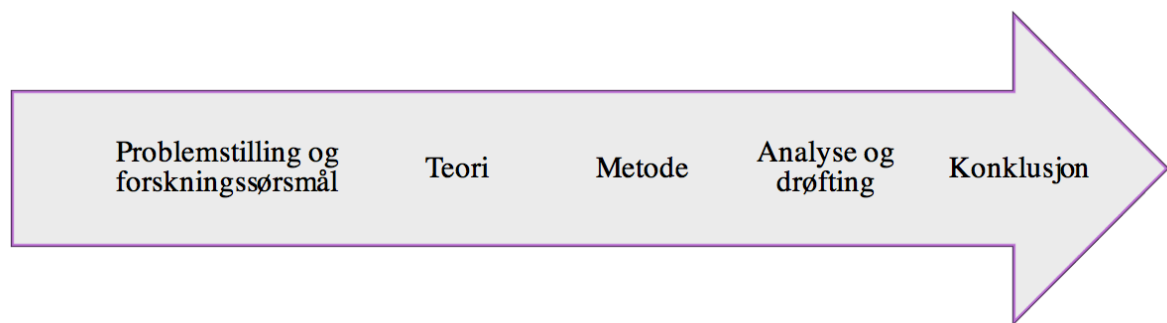 Problemstilling og
forskningssørsmål
Teori
Metode
Analyse og
drøfting
Konklusjon